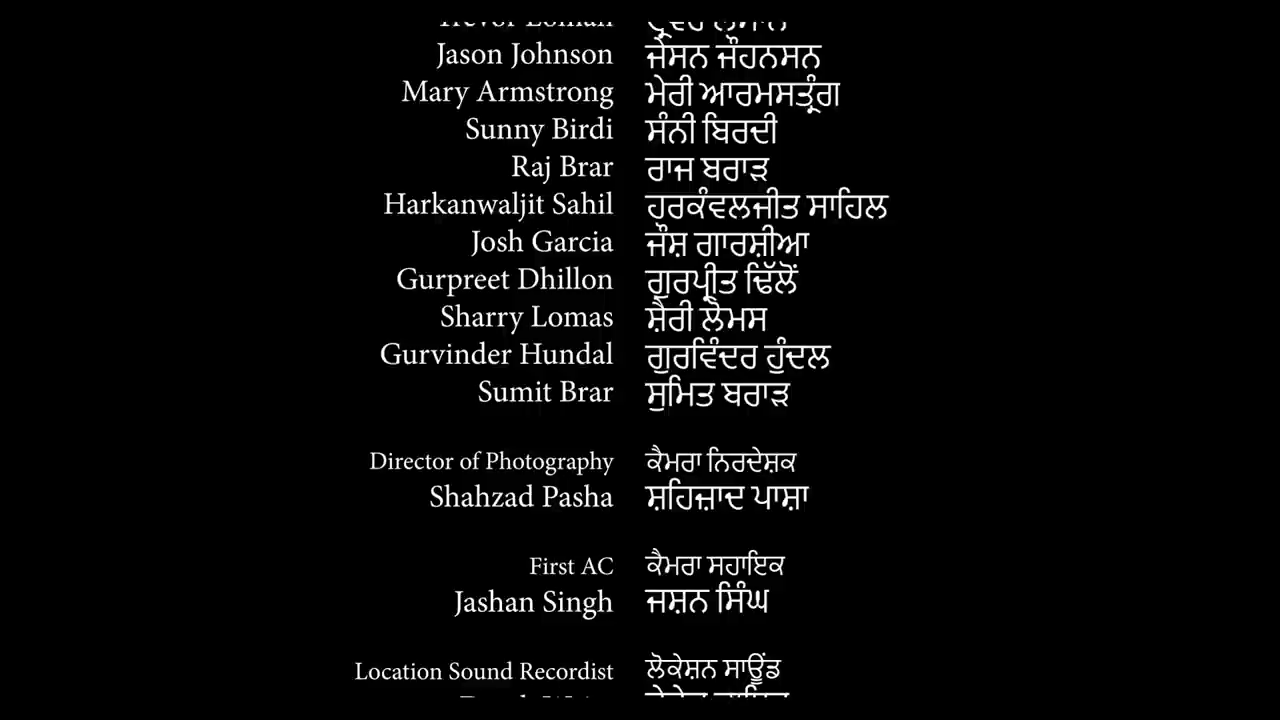 Jason Johnson ਜੇਸਨ ਜੌਹਨਸਨ
Mary Armstrong ਮੇਰੀ ਆਰਮਸਤ੍ਰੰਗ
Sunny Birdi ਸੰਨੀ ਬਿਰਦੀ
Raj Brar ਰਾਜ ਬਰਾੜ
Harkanwaljit Sahil ਹਰਕੰਵਲਜੀਤ ਸਾਹਿਲ
Josh Garcia ਜੌਸ਼ ਗਾਰਸ਼ੀਆ
Gurpreet Dhillon ਗੁਰਪ੍ਰੀਤ ਢਿੱਲੋਂ
Sharry Lomas ਸ਼ੈਰੀ ਲੋਮਸ
Gurvinder Hundal ਗੁਰਵਿੰਦਰ ਹੁੰਦਲ
Sumit Brar ਸੁਮਿਤ ਬਰਾੜ
Director of Photography ਕੈਮਰਾ ਨਿਰਦੇਸ਼ਕ
Shahzad Pasha ਸ਼ਹਿਜ਼ਾਦ ਪਾਸ਼ਾ
First AC ਕੈਮਰਾ ਸਹਾਇਕ
Jashan Singh ਜਸ਼ਨ ਸਿੰਘ
Location Sound Recordist ਲੋਕੇਸ਼ਨ ਸਾਊਂਡ